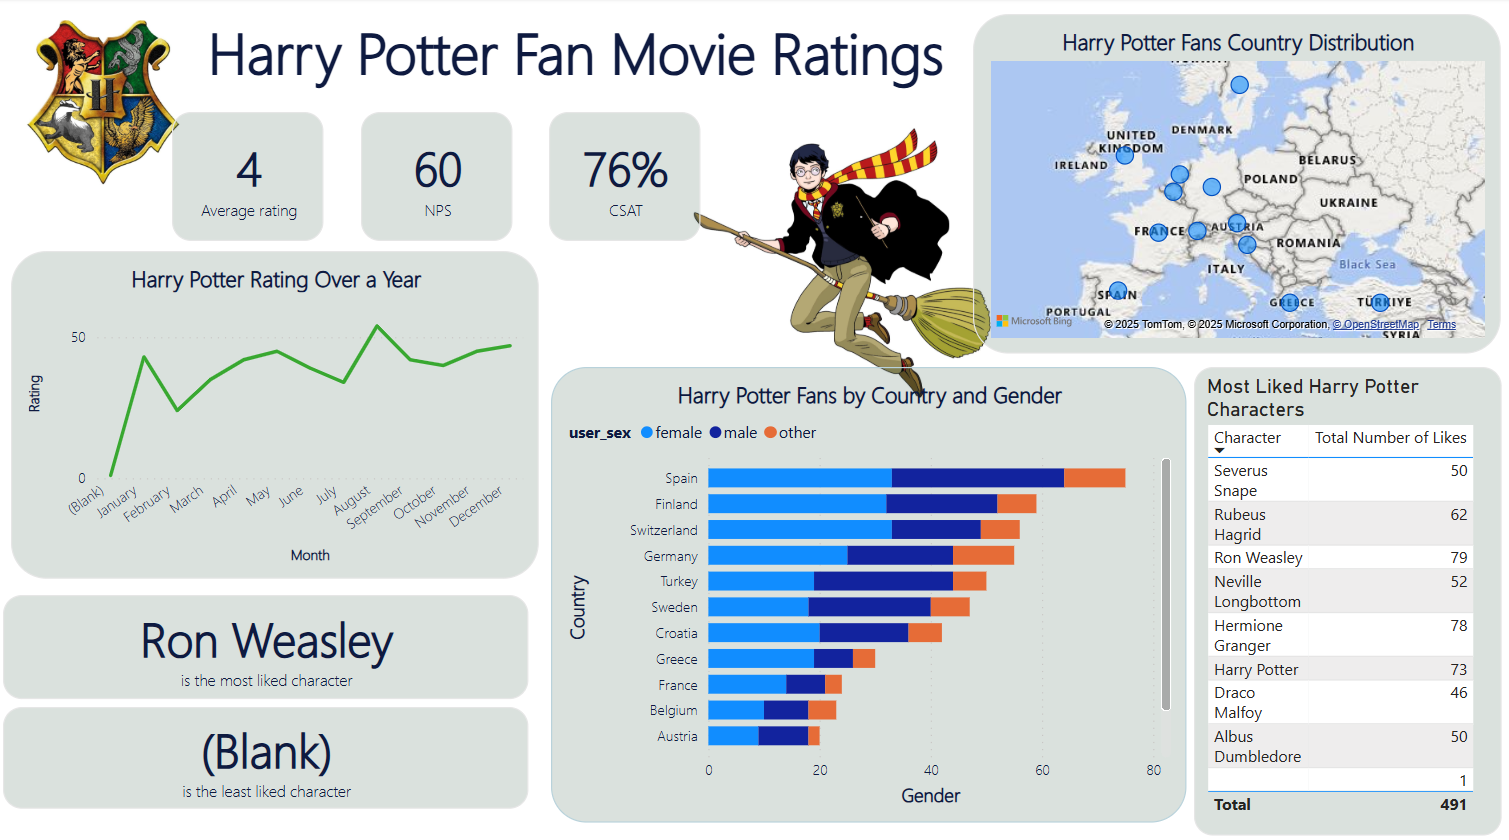 Harry Potter Fan Movie Ratings
H
4
Average rating
60
NPS
76%
CSAT
Harry Potter Fans Country Distribution
UNITED
KINGDOM
DENMARK
IRELAND
BELARUS
POLAND
UKRAINE
FRANCE
AUSTRIA
ROMANIA
ITALY
Black Sea
SPAIN
PORTUGAL
GREECE
TÜRKIYE
SYRIA
Microsoft Bing
© 2025 TomTom, © 2025 Microsoft Corporation, © OpenStreetMap Terms
Harry Potter Rating Over a Year
Rating
50
0
(Blank)
January
February
March
April
May
June
July
August
September
October
November
December
Month
Ron Weasley
is the most liked character
(Blank)
is the least liked character
Harry Potter Fans by Country and Gender
user_sex female male other
Country
Spain
Finland
Switzerland
Germany
Turkey
Sweden
Croatia
Greece
France
Belgium
Austria
0 20 40 60 80
Gender
Most Liked Harry Potter
Characters
Character Total Number of Likes
Severus 50
Snape
Rubeus 62
Hagrid
Ron Weasley 79
Neville 52
Longbottom
Hermione 78
Granger
Harry Potter 73
Draco 46
Malfoy
Albus 50
Dumbledore
1
Total 491